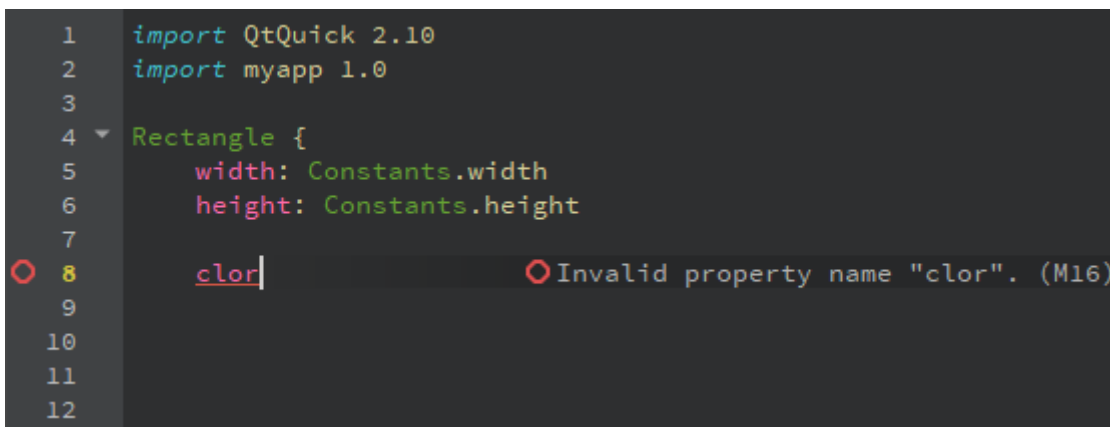 1 import QtQuick 2.10
2 import myapp 1.0
3
4 Rectangle {
5 width: Constants.width
6 height: Constants.height
7
8 clor Invalid property name "clor". (M16)
9
10
11
12